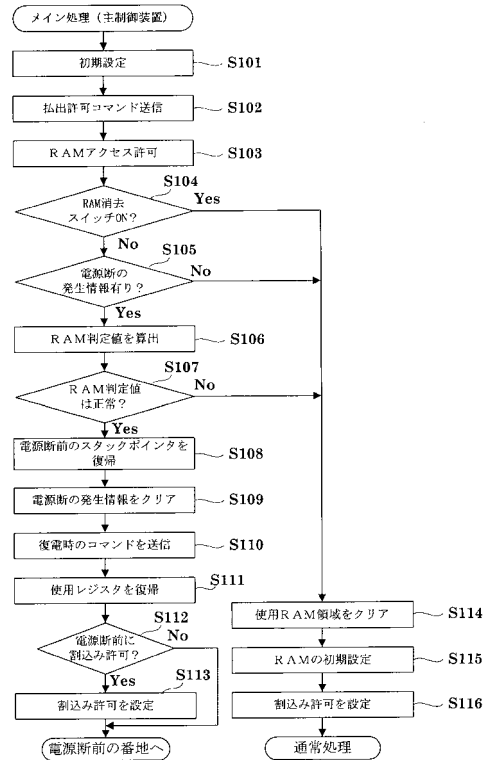 メイン処理（主制御装置）
初期設定
S101
払出許可コマンド送信
S102
ＲＡＭアクセス許可
S103
S104
RAM消去
スイッチON？
Yes
No
S105
電源断の
発生情報有り？
No
Yes
ＲＡＭ判定値を算出
S106
S107
ＲＡＭ判定値
は正常？
No
Yes
電源断前のスタックポインタを
復帰
S108
電源断の発生情報をクリア
S109
復電時のコマンドを送信
S110
使用レジスタを復帰
S111
S112
電源断前に
割込み許可？
No
Yes
S113
割込み許可を設定
電源断前の番地へ
使用ＲＡＭ領域をクリア
S114
ＲＡＭの初期設定
S115
割込み許可を設定
S116
通常処理